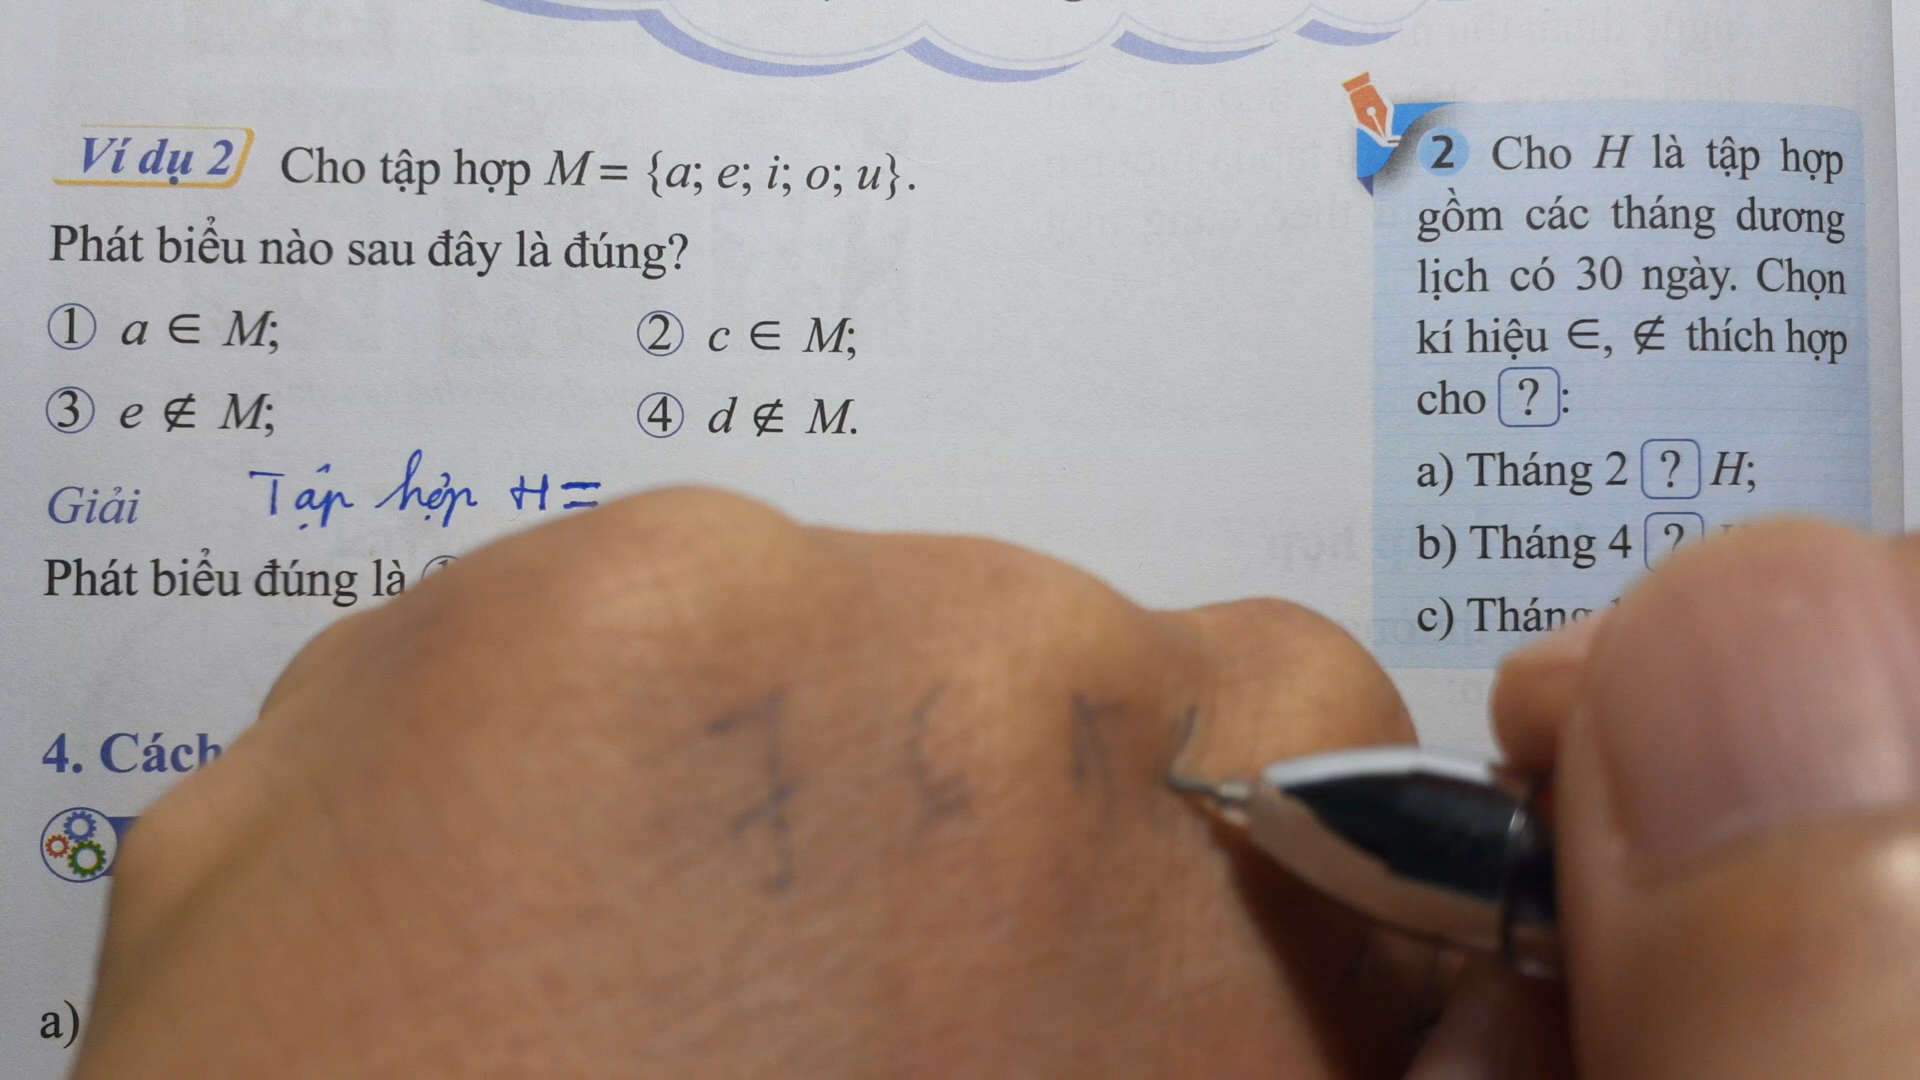 Ví dụ 2 Cho tập hợp M = {a; e; i; o; u}.
Phát biểu nào sau đây là đúng?
① a ∈ M;
② c ∈ M;
③ e ∉ M;
④ d ∉ M.
Giải
Tập hợp H =
Phát biểu đúng là
4. Cách
a)
2 Cho H là tập hợp
gồm các tháng dương
lịch có 30 ngày. Chọn
kí hiệu ∈, ∉ thích hợp
cho ? :
a) Tháng 2 ? H;
b) Tháng 4 ?
c)